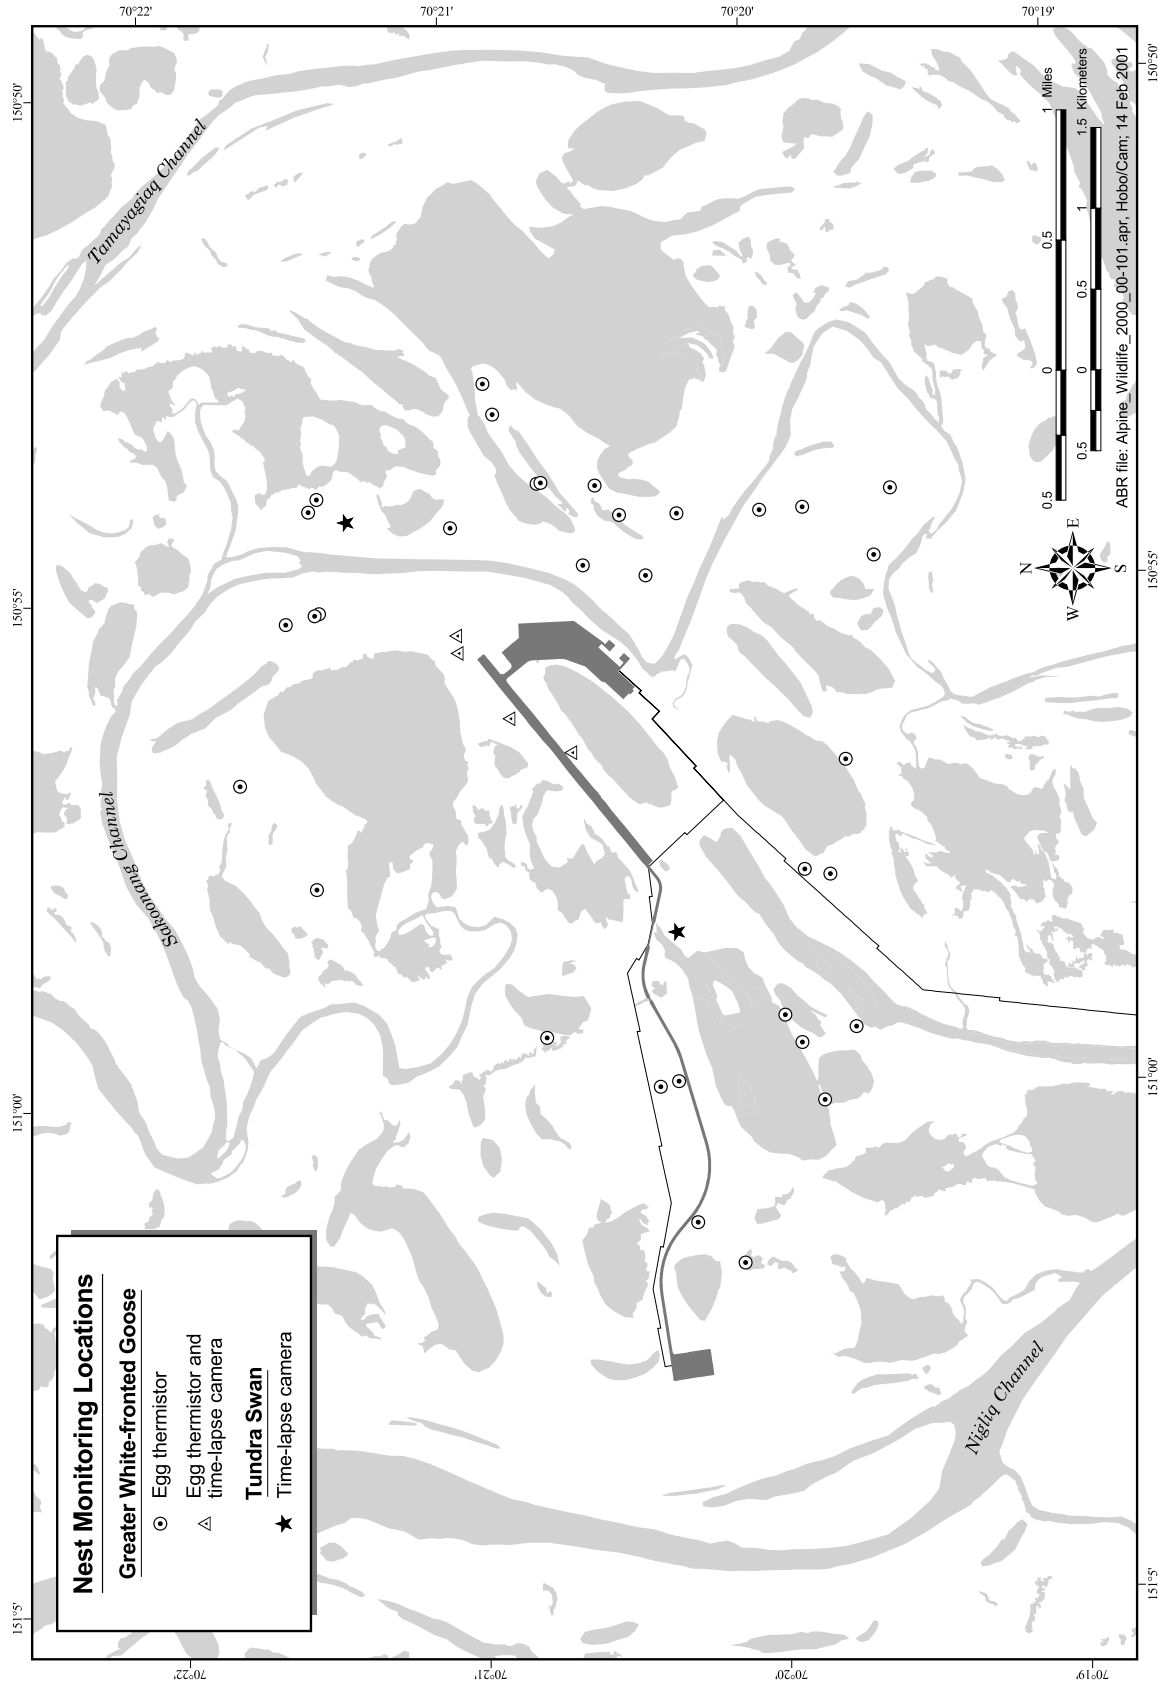 70°22'
70°21'
70°20'
70°19'
150°50'
150°55'
151°00'
151°5'
150°50'
150°55'
151°00'
151°5'
70°22'
70°21'
70°20'
70°19'
Tamayagiaq Channel
Sakoonang Channel
Nigliq Channel
Nest Monitoring Locations
Greater White-fronted Goose
Egg thermistor
Egg thermistor and
time-lapse camera
Tundra Swan
Time-lapse camera
N
E
S
W
0.5 0 0.5 1 Miles
0.5 0 0.5 1 1.5 Kilometers
ABR file: Alpine_Wildlife_2000_00-101.apr, Hobo/Cam; 14 Feb 2001